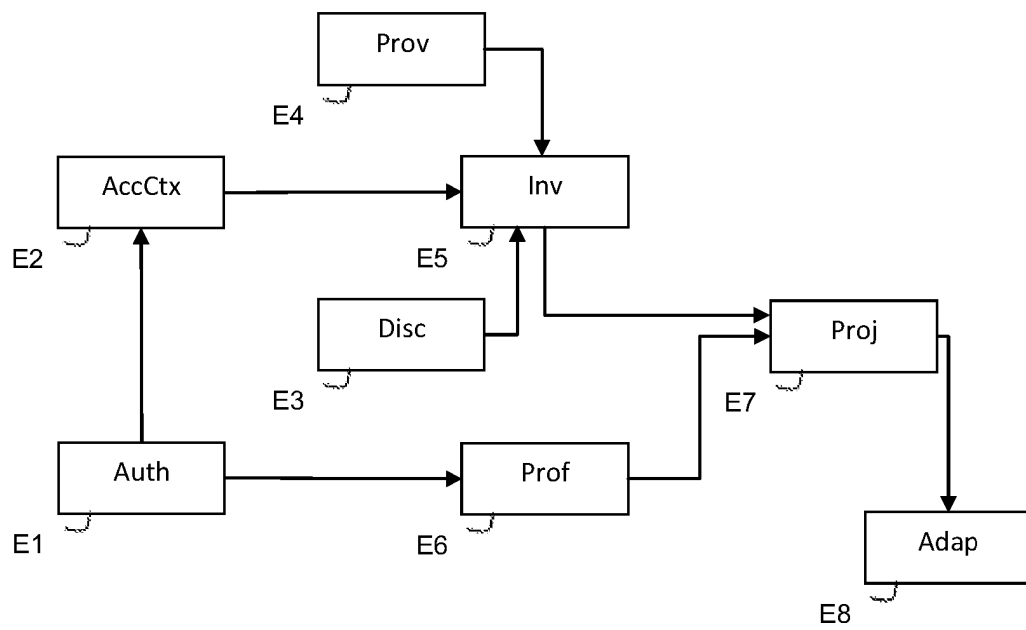 Prov
E4
AccCtx
Inv
E2
E5
Disc
Proj
E3
E7
Auth
Prof
E1
E6
Adap
E8